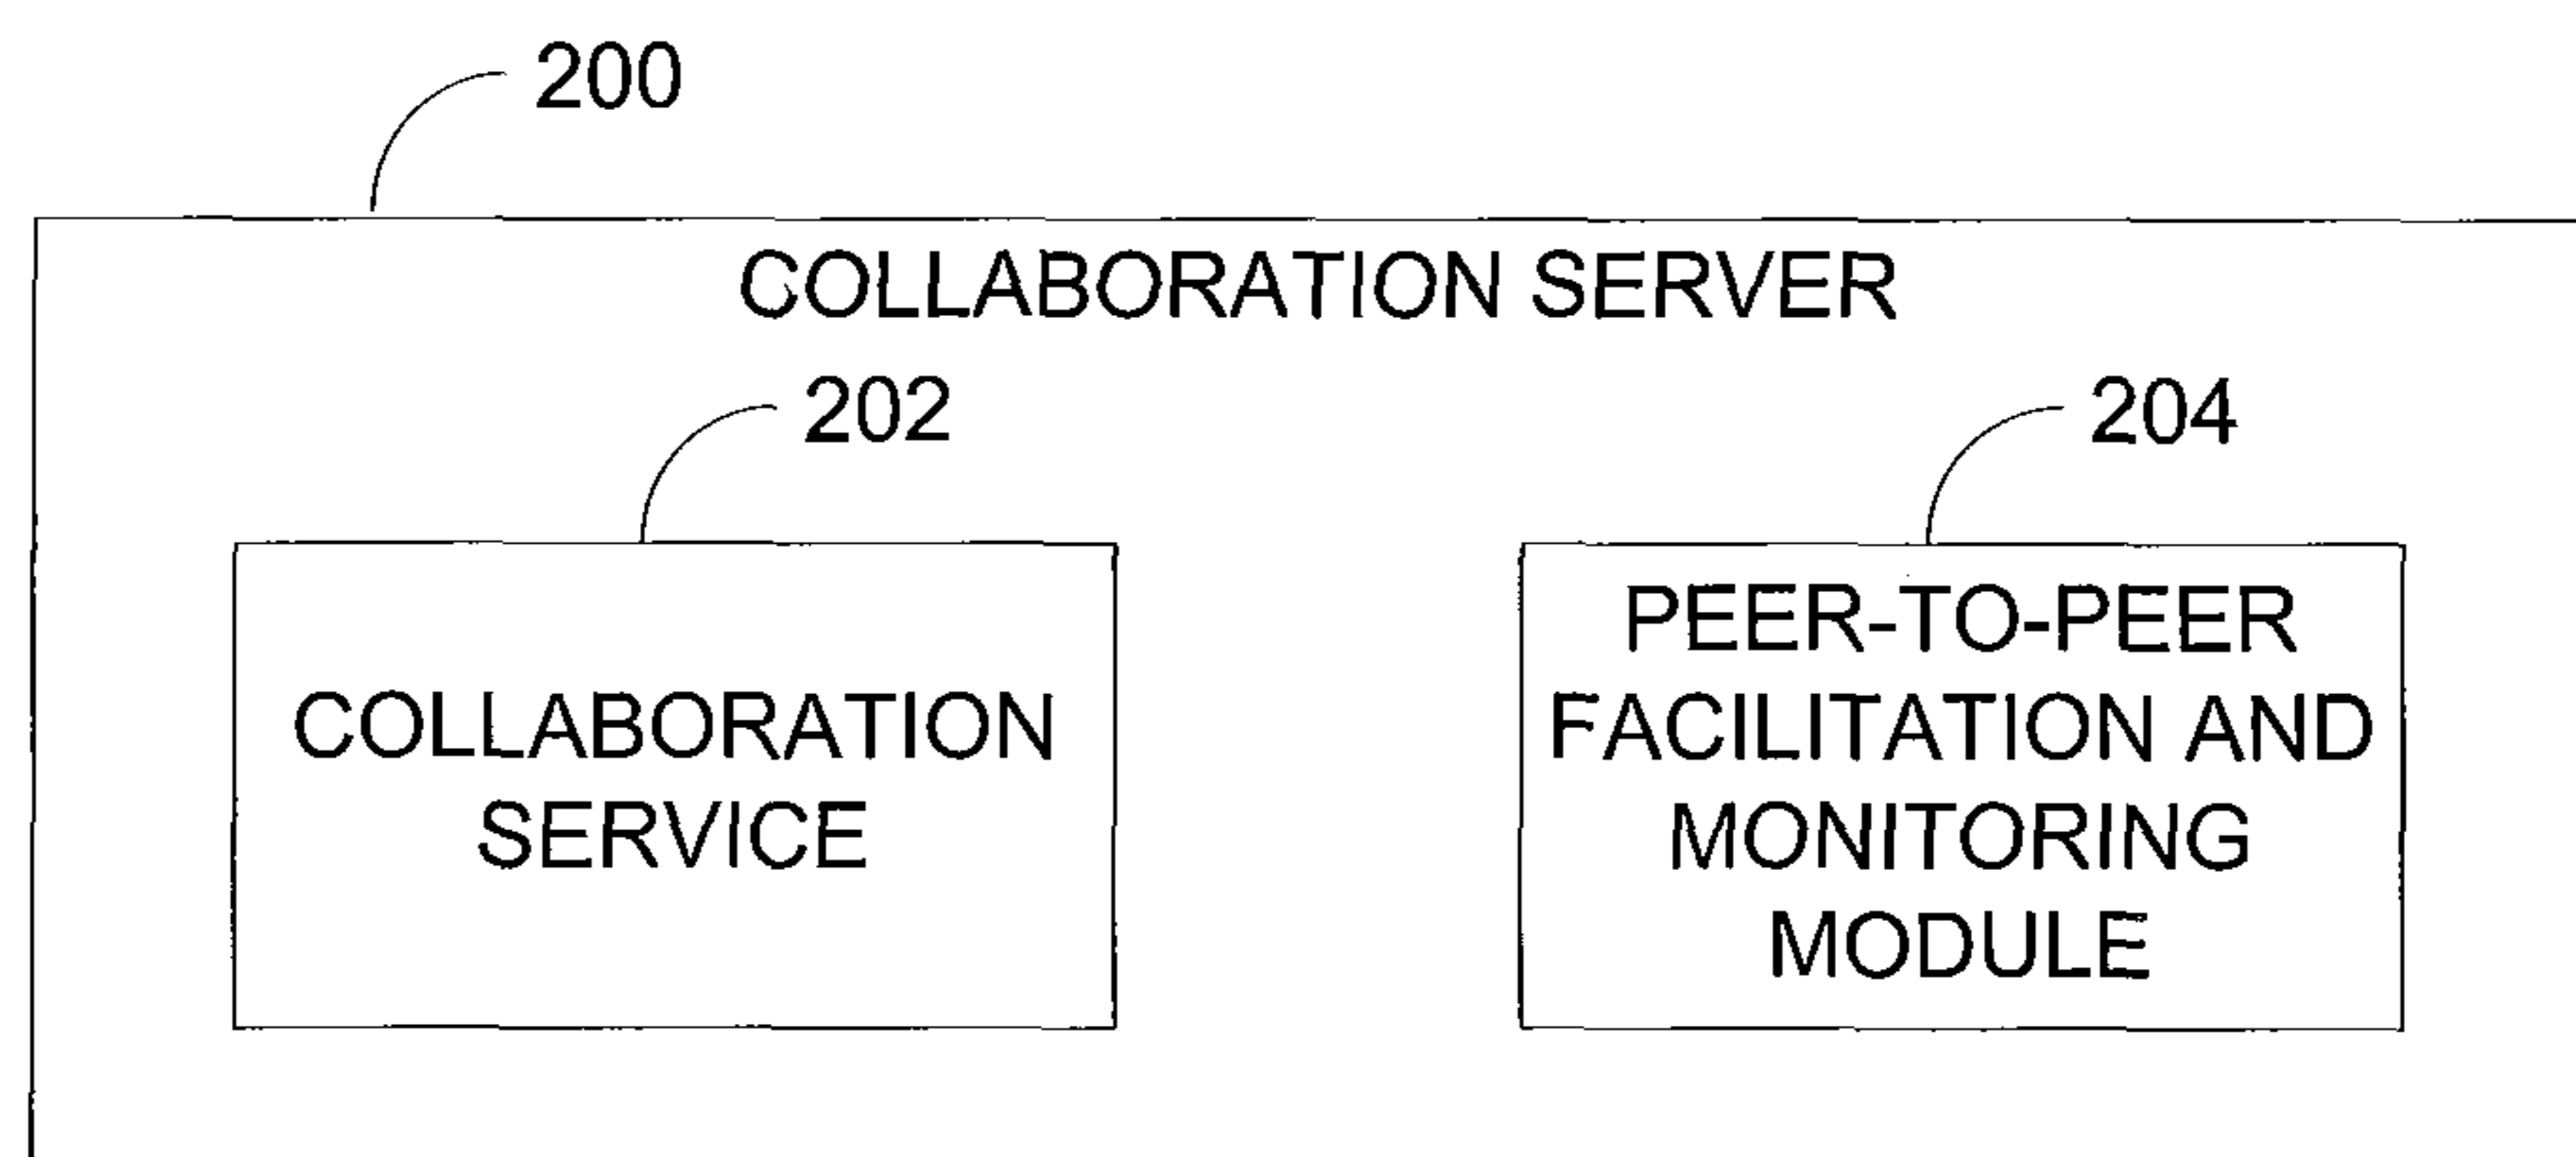 200
COLLABORATION SERVER
202
204
COLLABORATION
SERVICE
PEER-TO-PEER
FACILITATION AND
MONITORING
MODULE